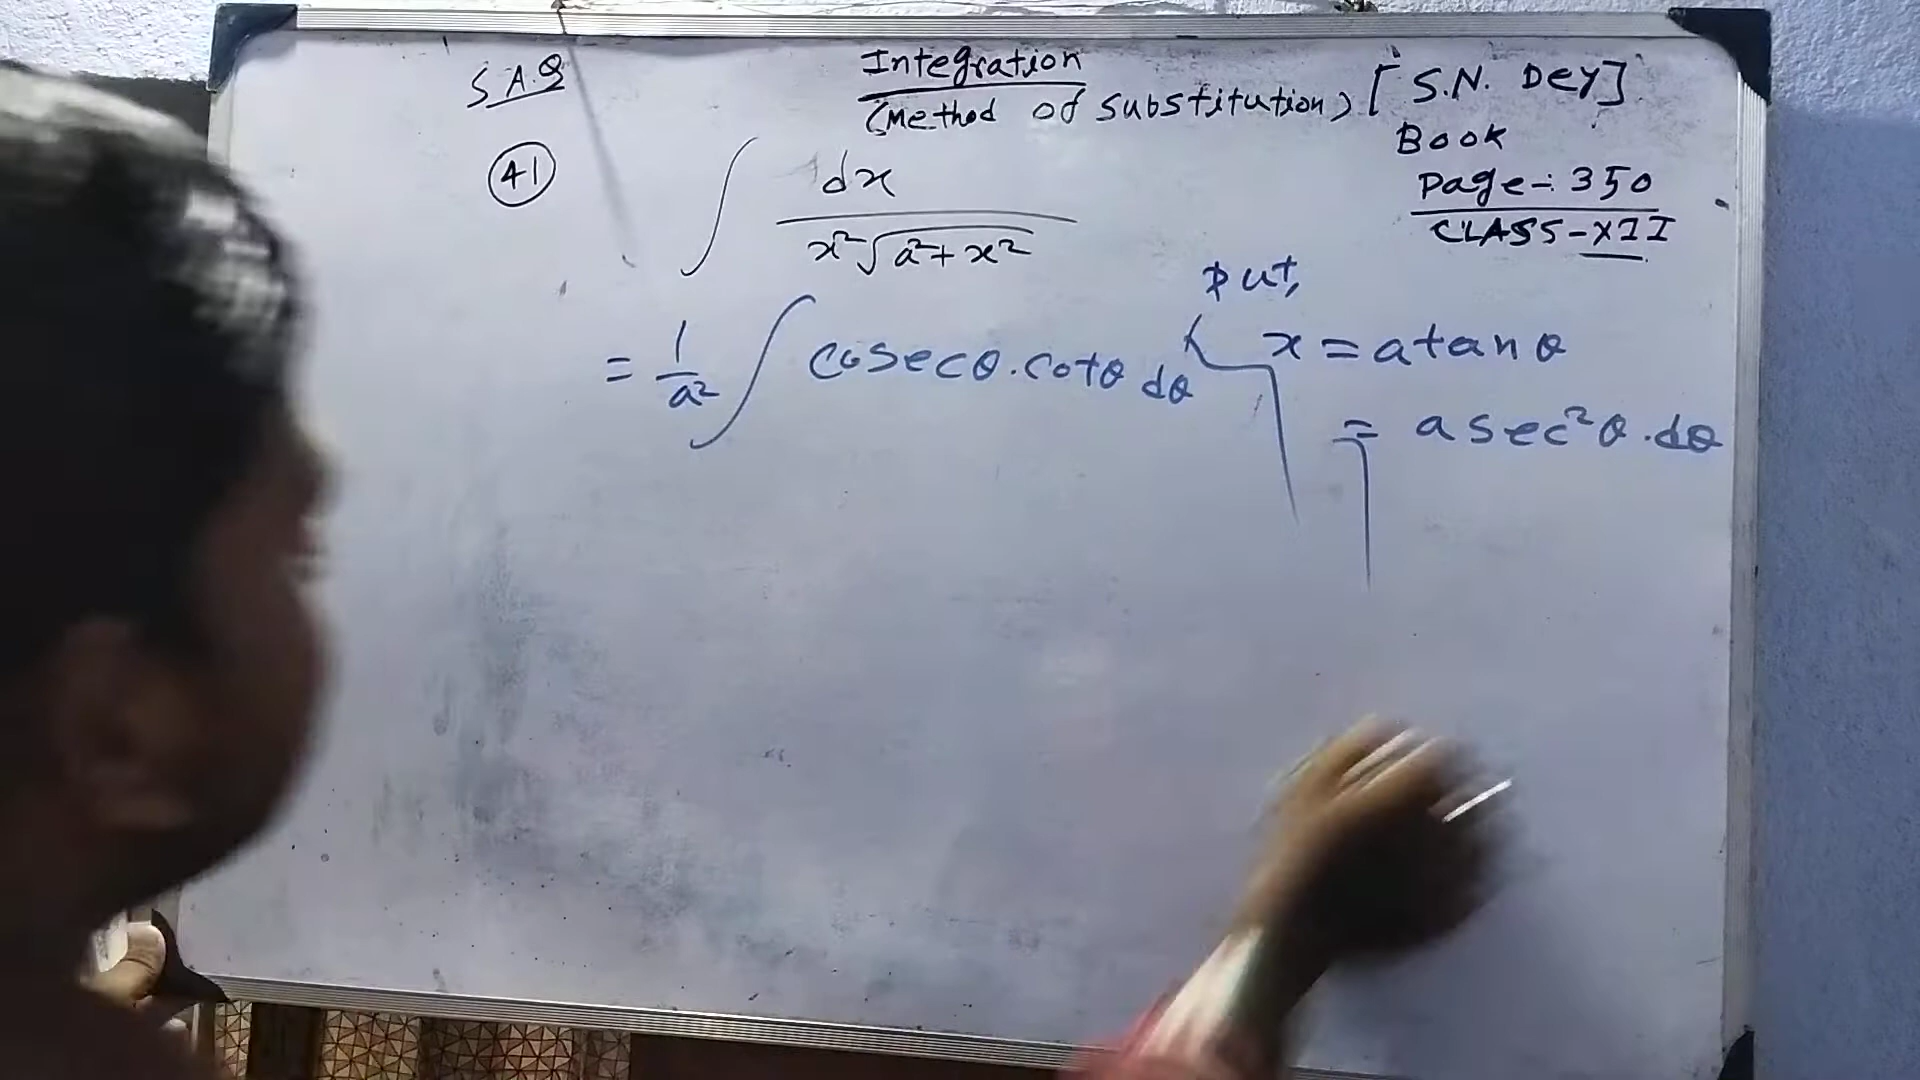 S.A.Q
Integration
(Method of substitution)
[S.N. Dey]
Book
Page-: 350
CLASS-XII
41
∫ dx / x²√a²+x²
Put,
= 1/a² ∫ cosecθ.cotθ dθ
x = a tan θ
= a sec²θ.dθ